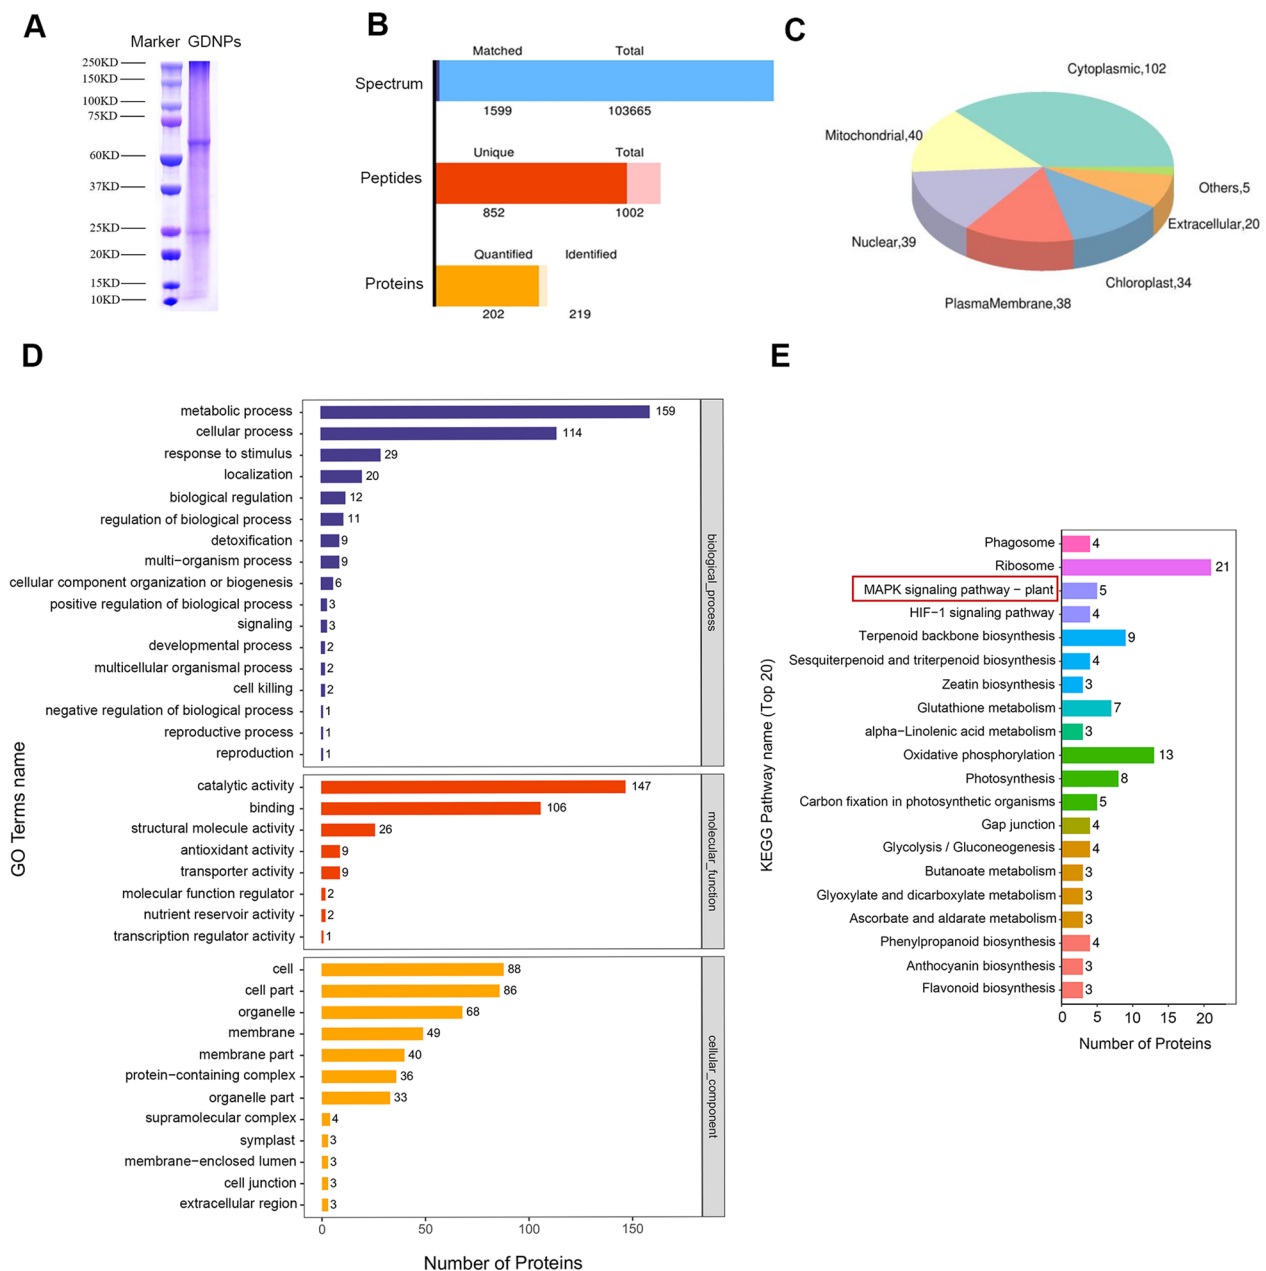 A
Marker GDNPs
250KD
150KD
100KD
75KD
60KD
37KD
25KD
20KD
15KD
10KD
B
Matched Total
Spectrum
1599 103665
Unique Total
Peptides
852 1002
Quantified Identified
Proteins
202 219
C
Cytoplasmic,102
Mitochondrial,40
Others,5
Extracellular,20
Nuclear,39
Chloroplast,34
PlasmaMembrane,38
D
GO Terms name
metabolic process 159
cellular process 114
response to stimulus 29
localization 20
biological regulation 12
regulation of biological process 11
detoxification 9
multi-organism process 9
cellular component organization or biogenesis 6
positive regulation of biological process 3
signaling 3
developmental process 2
multicellular organismal process 2
cell killing 2
negative regulation of biological process 1
reproductive process 1
reproduction 1
biological_process
catalytic activity 147
binding 106
structural molecule activity 26
antioxidant activity 9
transporter activity 9
molecular function regulator 2
nutrient reservoir activity 2
transcription regulator activity 1
molecular_function
cell 88
cell part 86
organelle 68
membrane 49
membrane part 40
protein−containing complex 36
organelle part 33
supramolecular complex 4
symplast 3
membrane−enclosed lumen 3
cell junction 3
extracellular region 3
cellular_component
0 50 100 150
Number of Proteins
E
KEGG Pathway name (Top 20)
Phagosome 4
Ribosome 21
MAPK signaling pathway − plant 5
HIF−1 signaling pathway 4
Terpenoid backbone biosynthesis 9
Sesquiterpenoid and triterpenoid biosynthesis 4
Zeatin biosynthesis 3
Glutathione metabolism 7
alpha−Linolenic acid metabolism 3
Oxidative phosphorylation 13
Photosynthesis 8
Carbon fixation in photosynthetic organisms 5
Gap junction 4
Glycolysis / Gluconeogenesis 4
Butanoate metabolism 3
Glyoxylate and dicarboxylate metabolism 3
Ascorbate and aldarate metabolism 3
Phenylpropanoid biosynthesis 4
Anthocyanin biosynthesis 3
Flavonoid biosynthesis 3
0 5 10 15 20
Number of Proteins